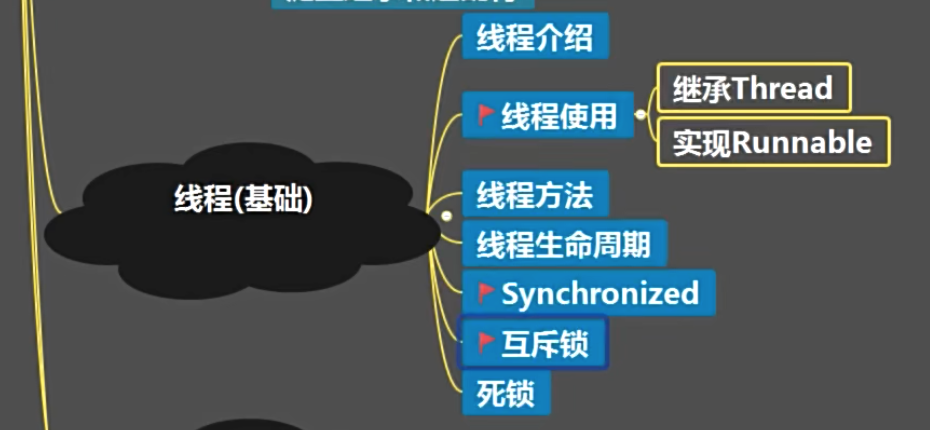 线程(基础)
线程介绍
线程使用
继承Thread
实现Runnable
线程方法
线程生命周期
Synchronized
互斥锁
死锁